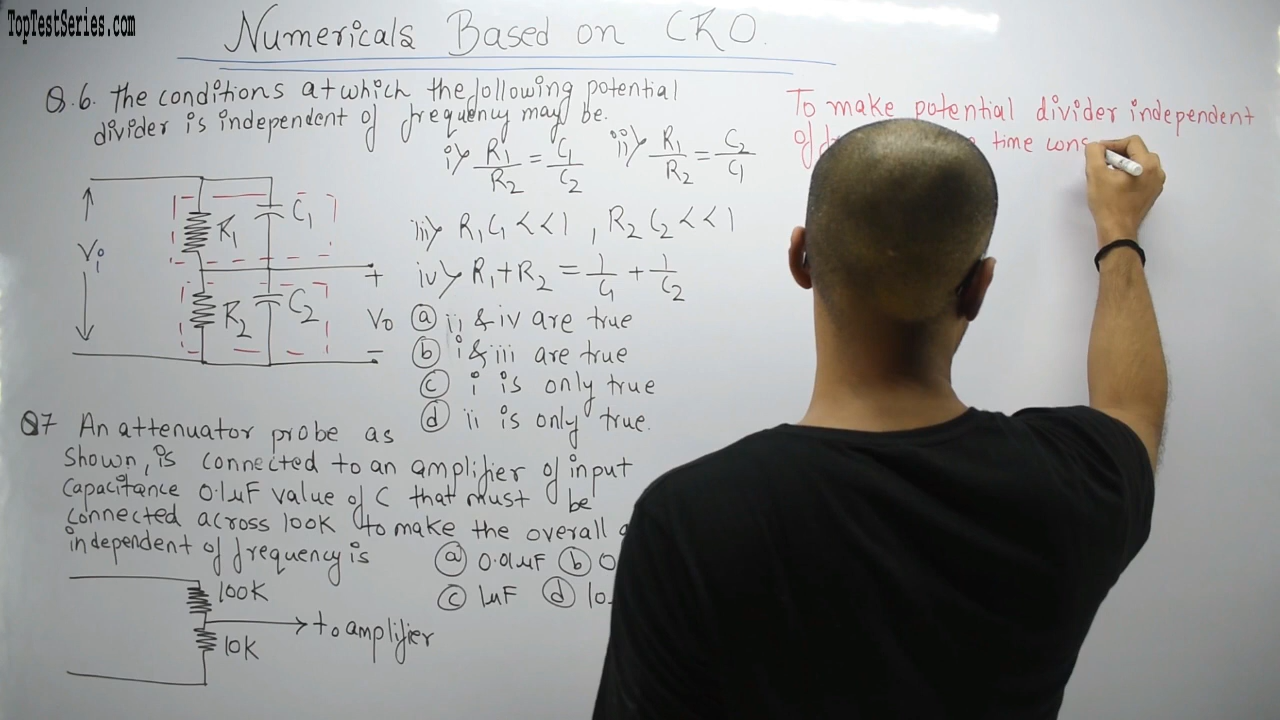 TopTestSeries.com
Numericals Based on CRO.
Q.6. The conditions at which the following potential
divider is independent of frequency may be.
i> R1/R2 = C1/C2 ii> R1/R2 = C2/C1
iii> R1C1 << 1, R2C2 << 1
iv> R1+R2 = 1/C1 + 1/C2
Vi
R1
C1
R2
C2
+
Vo
-
a ii & iv are true
b i & iii are true
c i is only true
d ii is only true.
Q7 An attenuator probe as
shown, is connected to an amplifier of input
capacitance 0.1uF value of C that must be
connected across 100K to make the overall
independent of frequency is
a 0.01uF b 0
c 1uF d 10
100K
10K
to amplifier
To make potential divider independent
of time cons